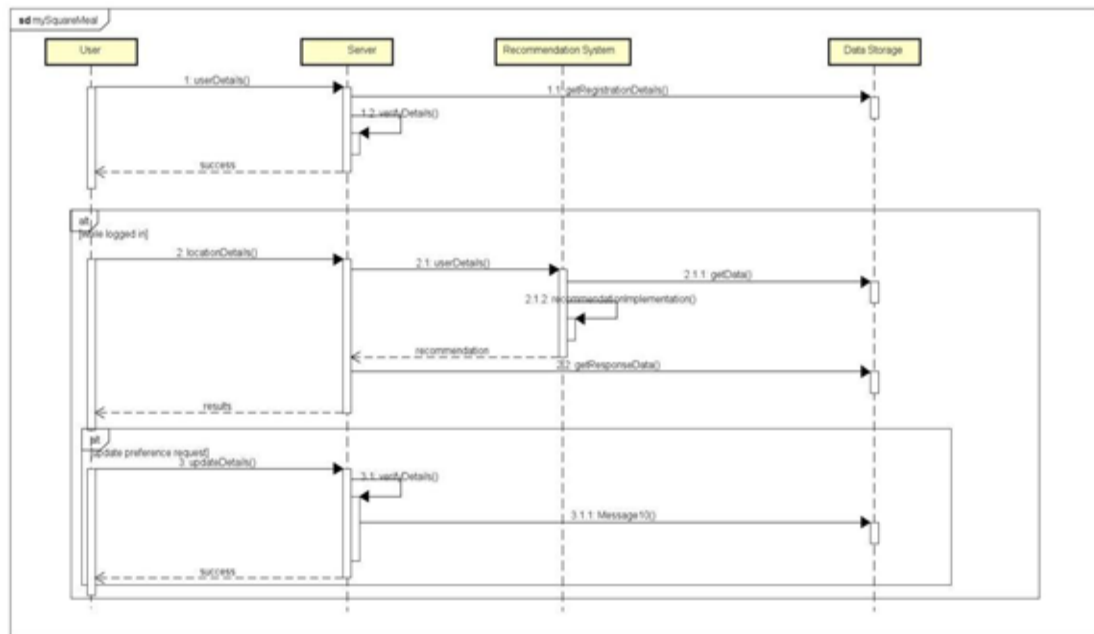 sd mySquareMeal
User
Server
Recommendation System
Data Storage
1: userDetails()
1.1: getRegistrationDetails()
1.2: verifyDetails()
success
alt
[while logged in]
2: locationDetails()
2.1: userDetails()
2.1.1: getData()
2.1.2: recommendationImplementation()
recommendation
2.2: getResponseData()
results
alt
[update preference request]
3: updateDetails()
3.1: verifyDetails()
3.1.1: Message10()
success